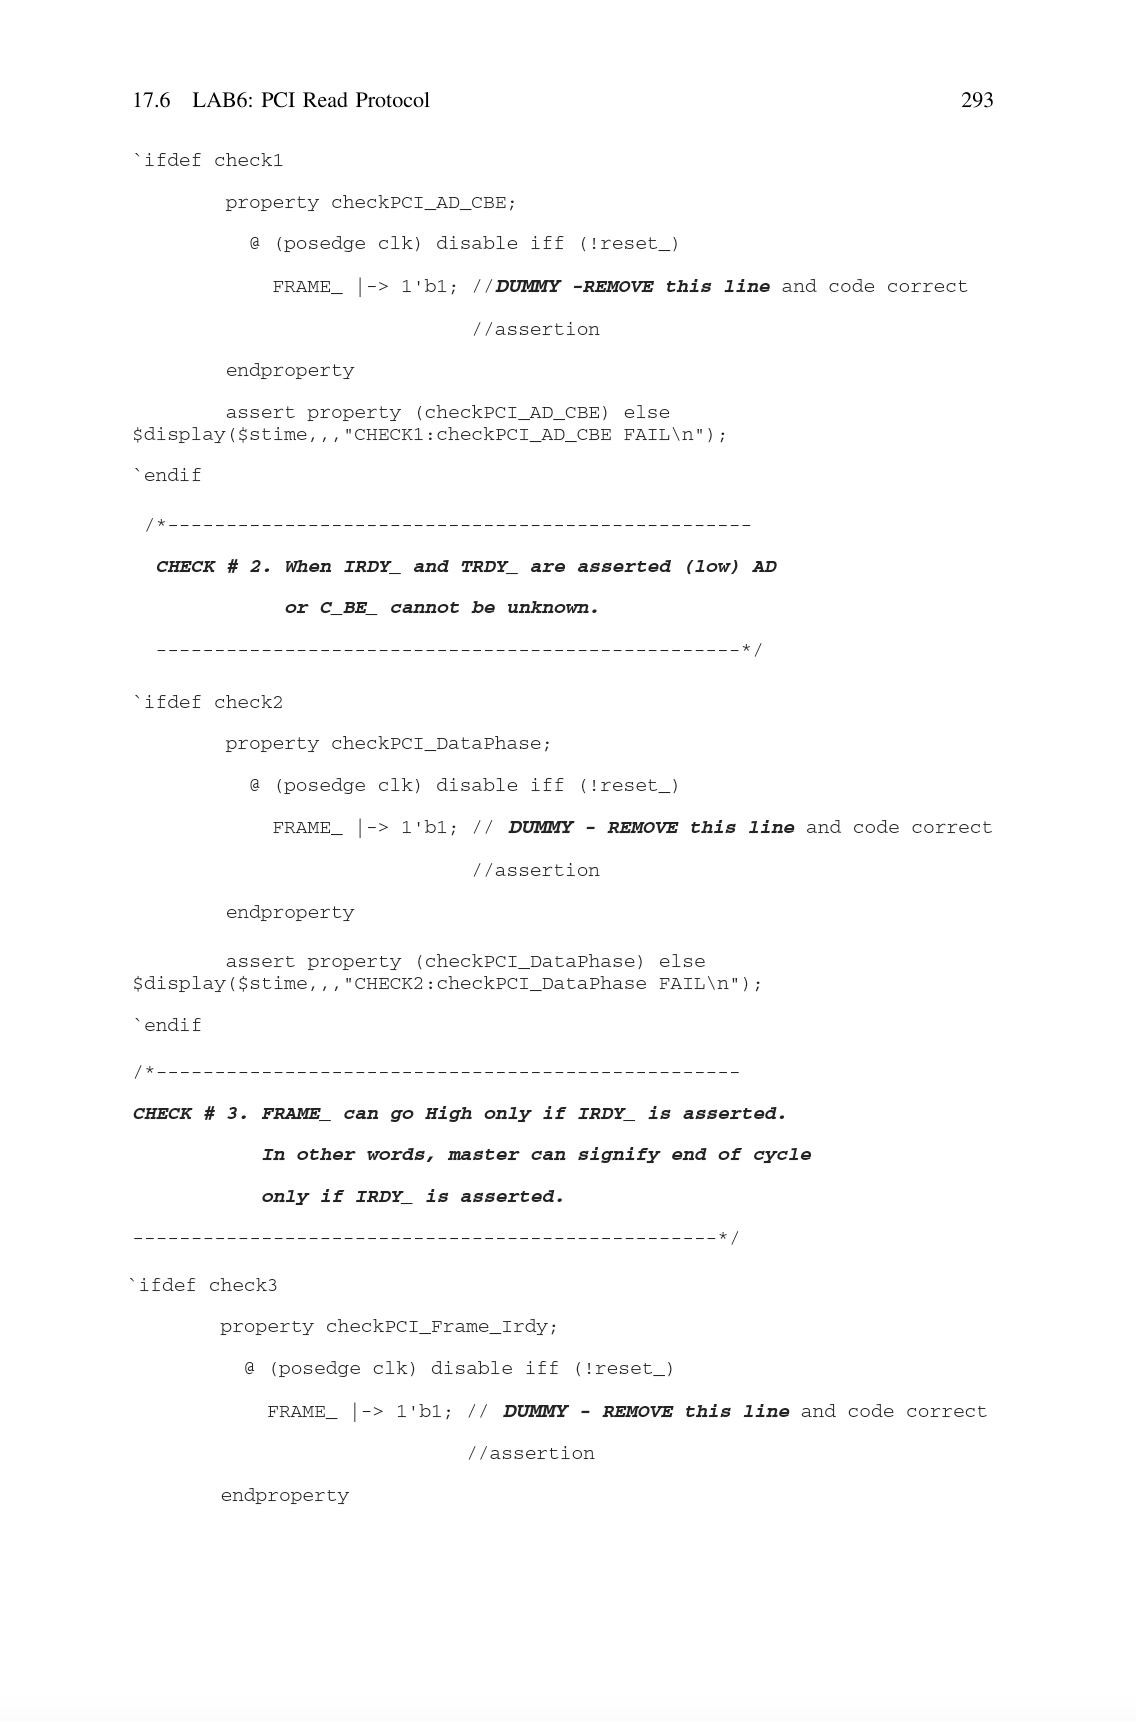 17.6 LAB6: PCI Read Protocol 293
`ifdef check1
property checkPCI_AD_CBE;
@ (posedge clk) disable iff (!reset_)
FRAME_ |-> 1'b1; //DUMMY -REMOVE this line and code correct
//assertion
endproperty
assert property (checkPCI_AD_CBE) else
$display($stime,,,"CHECK1:checkPCI_AD_CBE FAIL\n");
`endif
/*--------------------------------------------------
CHECK # 2. When IRDY_ and TRDY_ are asserted (low) AD
or C_BE_ cannot be unknown.
--------------------------------------------------*/
`ifdef check2
property checkPCI_DataPhase;
@ (posedge clk) disable iff (!reset_)
FRAME_ |-> 1'b1; // DUMMY - REMOVE this line and code correct
//assertion
endproperty
assert property (checkPCI_DataPhase) else
$display($stime,,,"CHECK2:checkPCI_DataPhase FAIL\n");
`endif
/*--------------------------------------------------
CHECK # 3. FRAME_ can go High only if IRDY_ is asserted.
In other words, master can signify end of cycle
only if IRDY_ is asserted.
--------------------------------------------------*/
`ifdef check3
property checkPCI_Frame_Irdy;
@ (posedge clk) disable iff (!reset_)
FRAME_ |-> 1'b1; // DUMMY - REMOVE this line and code correct
//assertion
endproperty